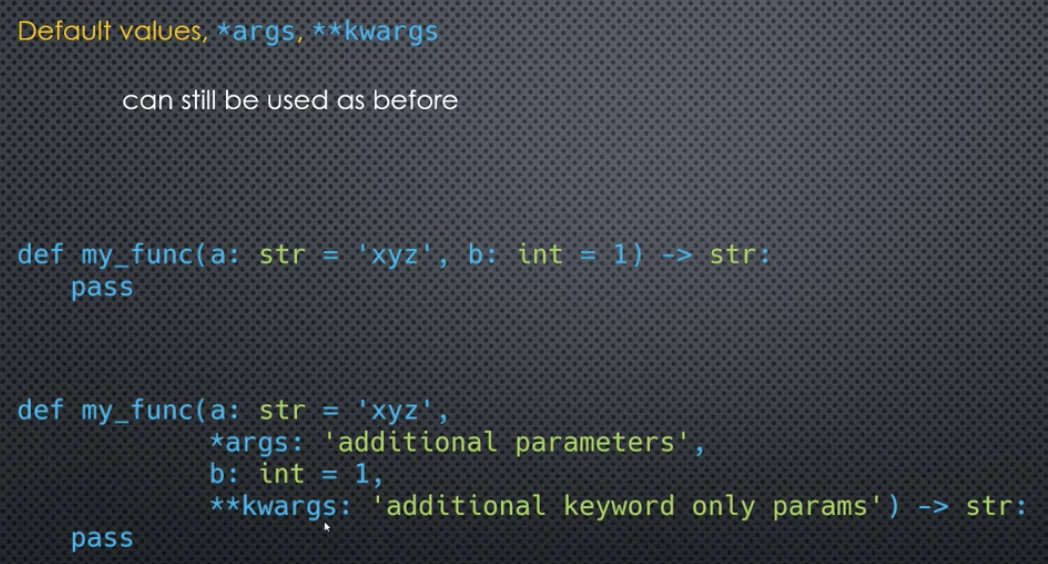 Default values, *args, **kwargs
can still be used as before
def my_func(a: str = 'xyz', b: int = 1) -> str:
    pass
def my_func(a: str = 'xyz',
            *args: 'additional parameters',
            b: int = 1,
            **kwargs: 'additional keyword only params') -> str:
    pass